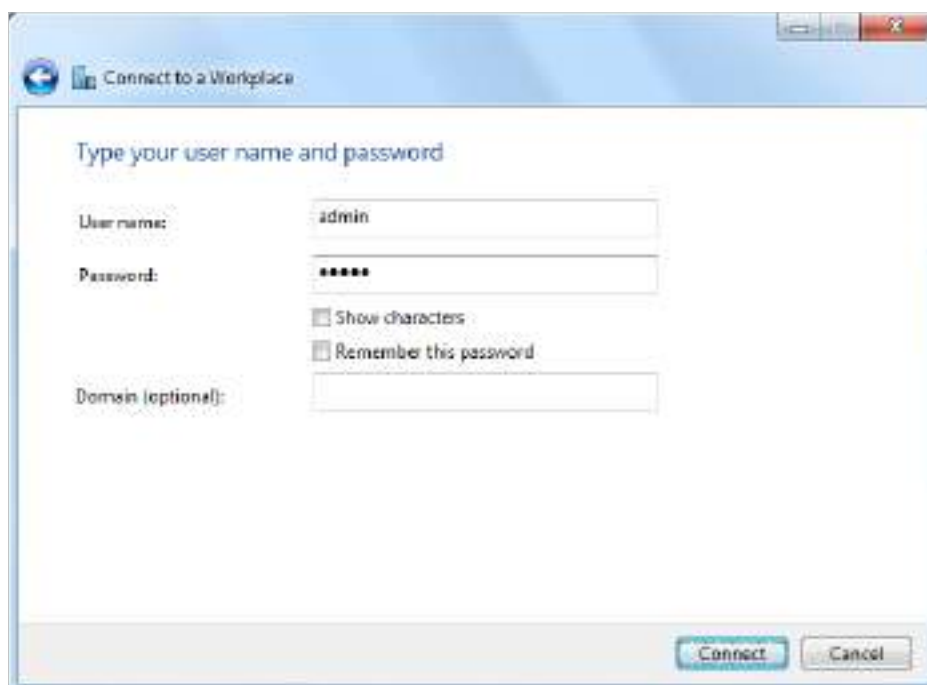 Connect to a Workplace
Type your user name and password
User name: admin
Password: •••••
Show characters
Remember this password
Domain (optional):
Connect Cancel